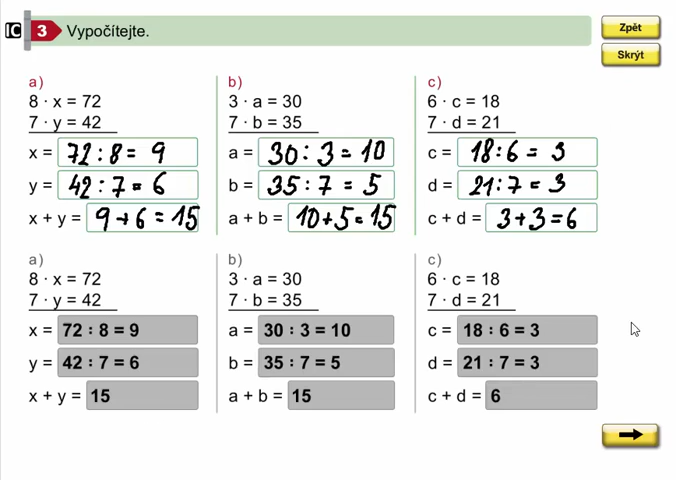 IC 3 Vypočítejte.
Zpět
Skrýt
a)
8 · x = 72
7 · y = 42
x = 72 : 8 = 9
y = 42 : 7 = 6
x + y = 9 + 6 = 15
b)
3 · a = 30
7 · b = 35
a = 30 : 3 = 10
b = 35 : 7 = 5
a + b = 10 + 5 = 15
c)
6 · c = 18
7 · d = 21
c = 18 : 6 = 3
d = 21 : 7 = 3
c + d = 3 + 3 = 6
a)
8 · x = 72
7 · y = 42
x = 72 : 8 = 9
y = 42 : 7 = 6
x + y = 15
b)
3 · a = 30
7 · b = 35
a = 30 : 3 = 10
b = 35 : 7 = 5
a + b = 15
c)
6 · c = 18
7 · d = 21
c = 18 : 6 = 3
d = 21 : 7 = 3
c + d = 6